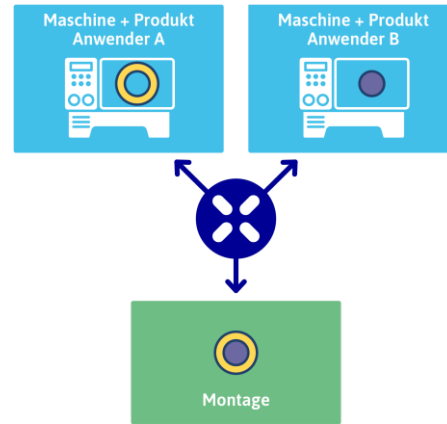 Maschine + Produkt
Anwender A
Maschine + Produkt
Anwender B
Montage